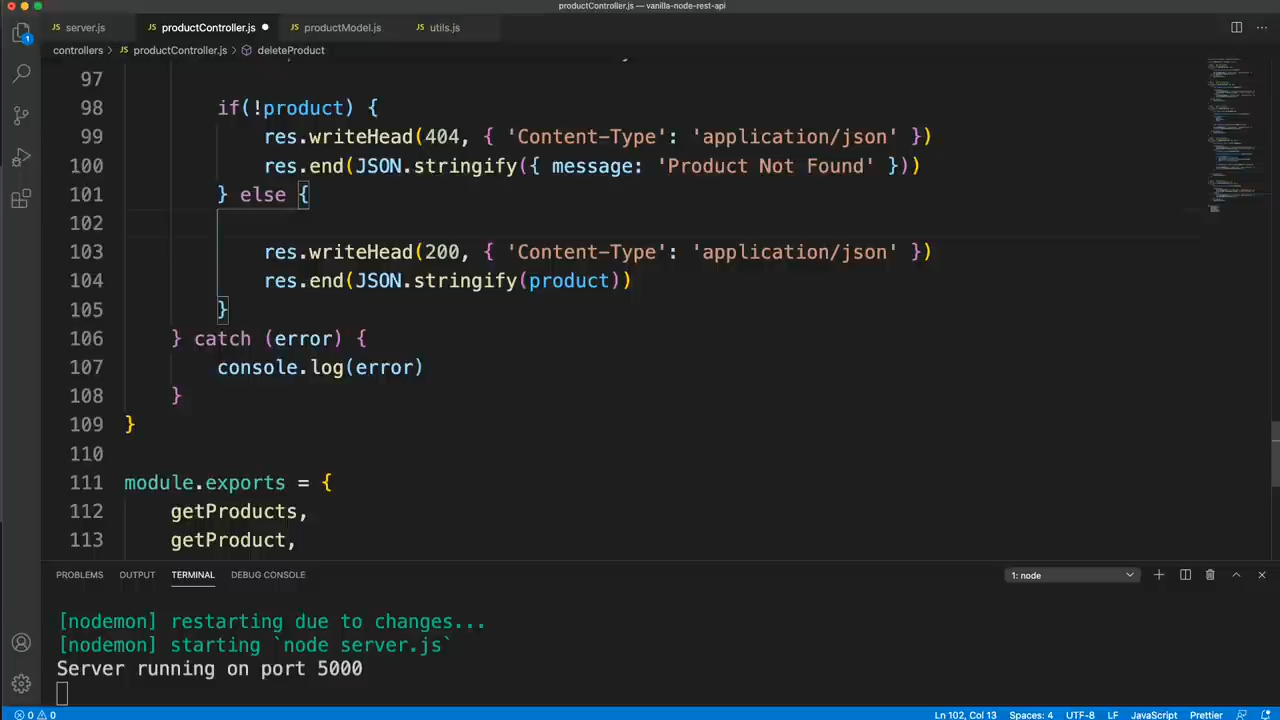 productController.js — vanilla-node-rest-api
JS server.js JS productController.js JS productModel.js JS utils.js
controllers > JS productController.js > deleteProduct
97
98 if(!product) {
99 res.writeHead(404, { 'Content-Type': 'application/json' })
100 res.end(JSON.stringify({ message: 'Product Not Found' }))
101 } else {
102
103 res.writeHead(200, { 'Content-Type': 'application/json' })
104 res.end(JSON.stringify(product))
105 }
106 } catch (error) {
107 console.log(error)
108 }
109 }
110
111 module.exports = {
112 getProducts,
113 getProduct,
PROBLEMS OUTPUT TERMINAL DEBUG CONSOLE 1: node
[nodemon] restarting due to changes...
[nodemon] starting `node server.js`
Server running on port 5000
0 0 Ln 102, Col 13 Spaces: 4 UTF-8 LF JavaScript Prettier
1